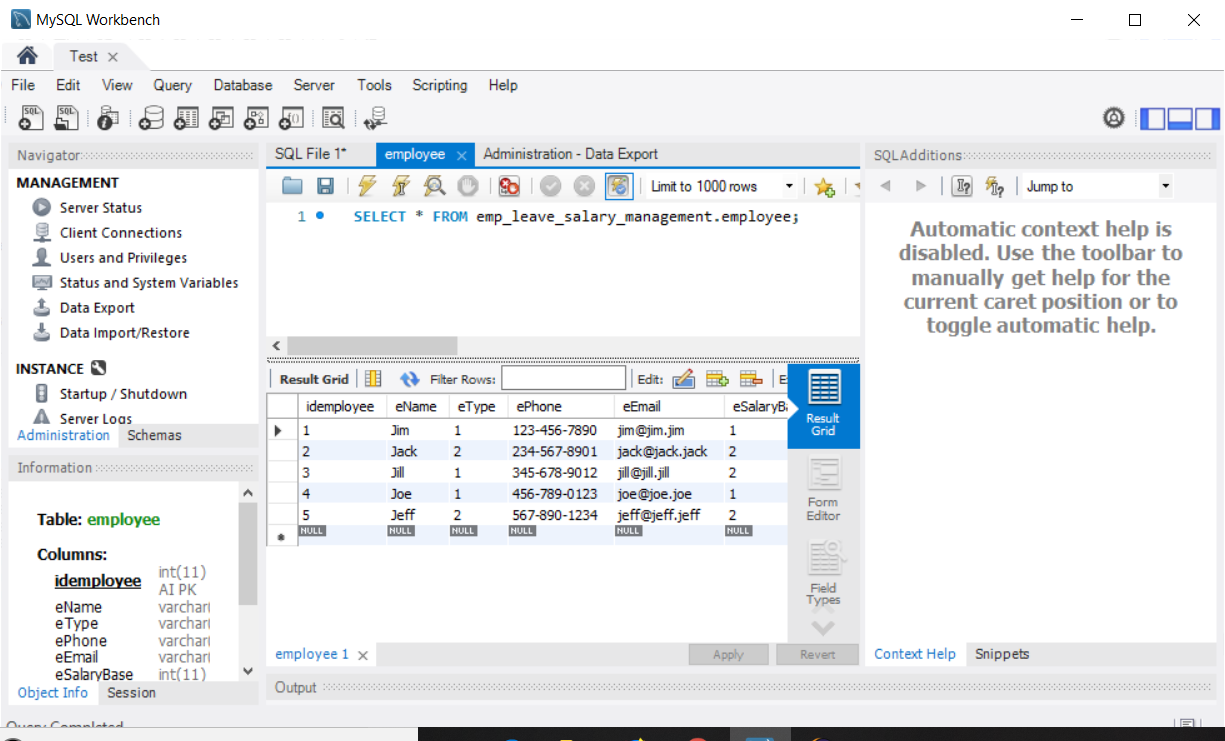 MySQL Workbench
Test
File Edit View Query Database Server Tools Scripting Help
SQL SQL
Navigator
MANAGEMENT
Server Status
Client Connections
Users and Privileges
Status and System Variables
Data Export
Data Import/Restore
INSTANCE
Startup / Shutdown
Server Logs
Administration Schemas
Information
Table: employee
Columns:
idemployee int(11) AI PK
eName varchar(
eType varchar(
ePhone varchar(
eEmail varchar(
eSalaryBase int(11)
Object Info Session
Query Completed
SQL File 1* employee Administration - Data Export
Limit to 1000 rows
1 SELECT * FROM emp_leave_salary_management.employee;
Result Grid Filter Rows: Edit:
idemployee eName eType ePhone eEmail eSalaryBa
1 Jim 1 123-456-7890 jim@jim.jim 1
2 Jack 2 234-567-8901 jack@jack.jack 2
3 Jill 1 345-678-9012 jill@jill.jill 2
4 Joe 1 456-789-0123 joe@joe.joe 1
5 Jeff 2 567-890-1234 jeff@jeff.jeff 2
NULL NULL NULL NULL NULL NULL
Result Grid
Form Editor
Field Types
employee 1 Apply Revert
Output
SQLAdditions
Jump to
Automatic context help is
disabled. Use the toolbar to
manually get help for the
current caret position or to
toggle automatic help.
Context Help Snippets